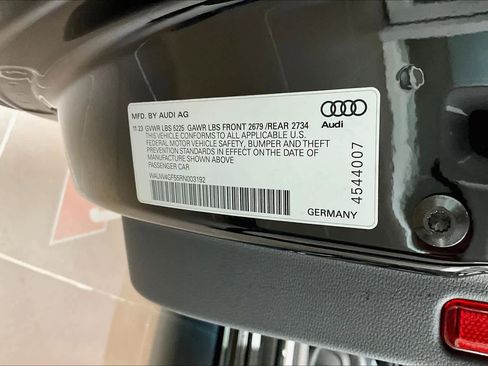 MFD. BY AUDI AG
11-23 GVWR LBS 5225 GAWR LBS FRONT 2679 /REAR 2734
THIS VEHICLE CONFORMS TO ALL APPLICABLE U.S.
FEDERAL MOTOR VEHICLE SAFETY, BUMPER AND THEFT
PREVENTION STANDARDS IN EFFECT ON THE DATE OF
MANUFACTURE SHOWN ABOVE
PASSENGER CAR
Audi
4544007
GERMANY